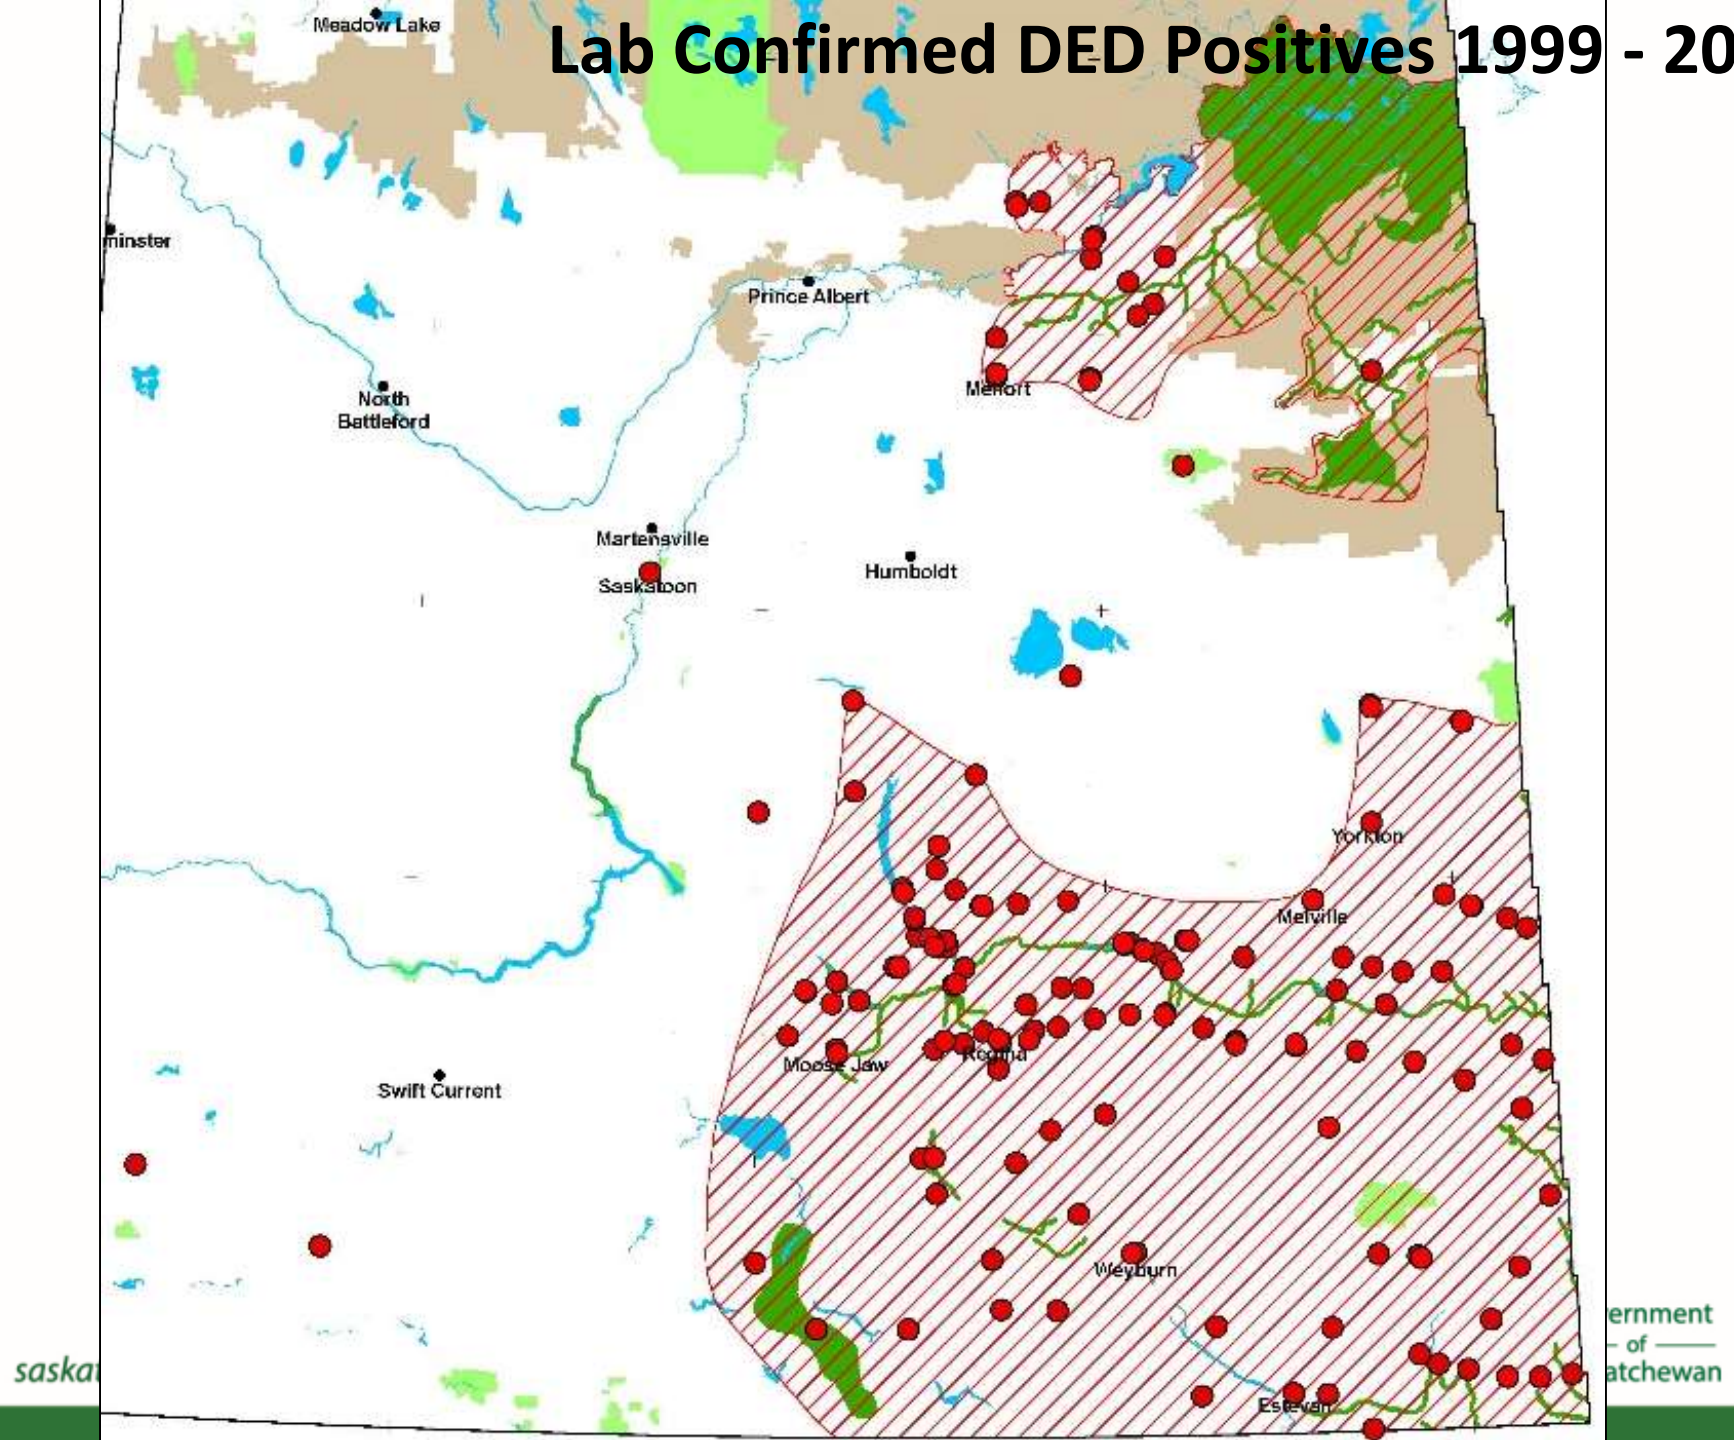 Meadow Lake
Lab Confirmed DED Positives 1999 - 20
minster
Prince Albert
Melfort
North
Battleford
Martensville
Saskatoon
Humboldt
Yorkton
Melville
Regina
Moose Jaw
Swift Current
Weyburn
ernment
of
saskat
atchewan
Estevan